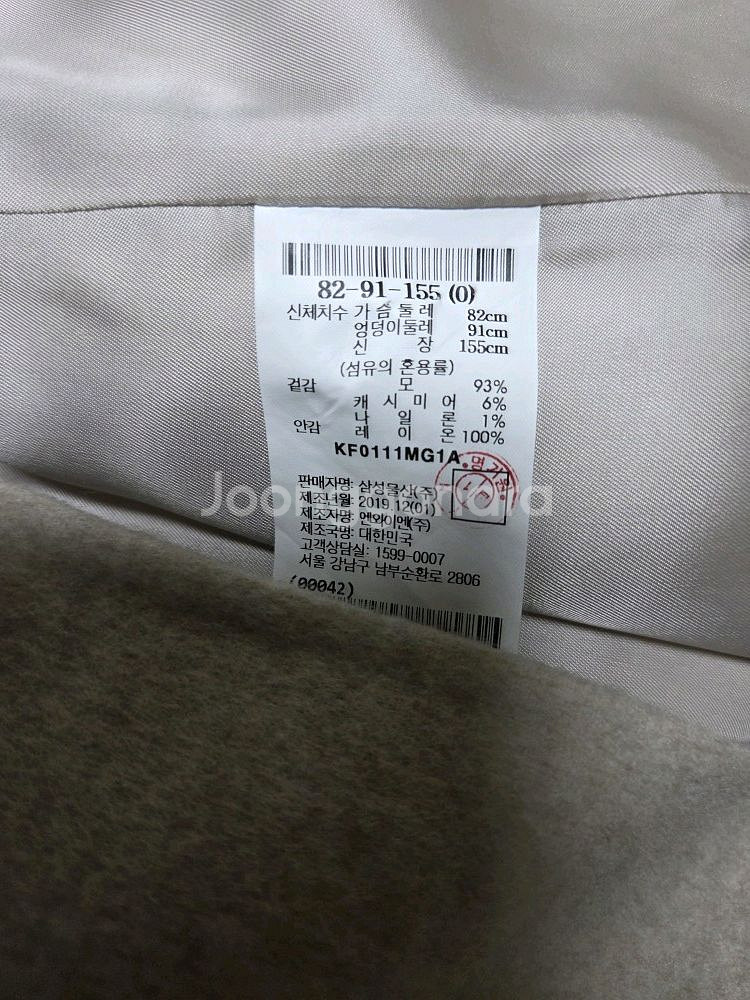 82-91-155 (0)
신체치수 가 슴 둘 레 82cm
엉덩이둘레 91cm
신 장 155cm
(섬유의 혼용률)
겉감 모 93%
캐 시 미 어 6%
나 일 론 1%
안감 레 이 온 100%
KF0111MG1A
판매자명: 삼성물산(주)
제조년월: 2019.12(01)
제조자명: 엔와이엔(주)
제조국명: 대한민국
고객상담실: 1599-0007
서울 강남구 남부순환로 2806
(00042)
Joongonara